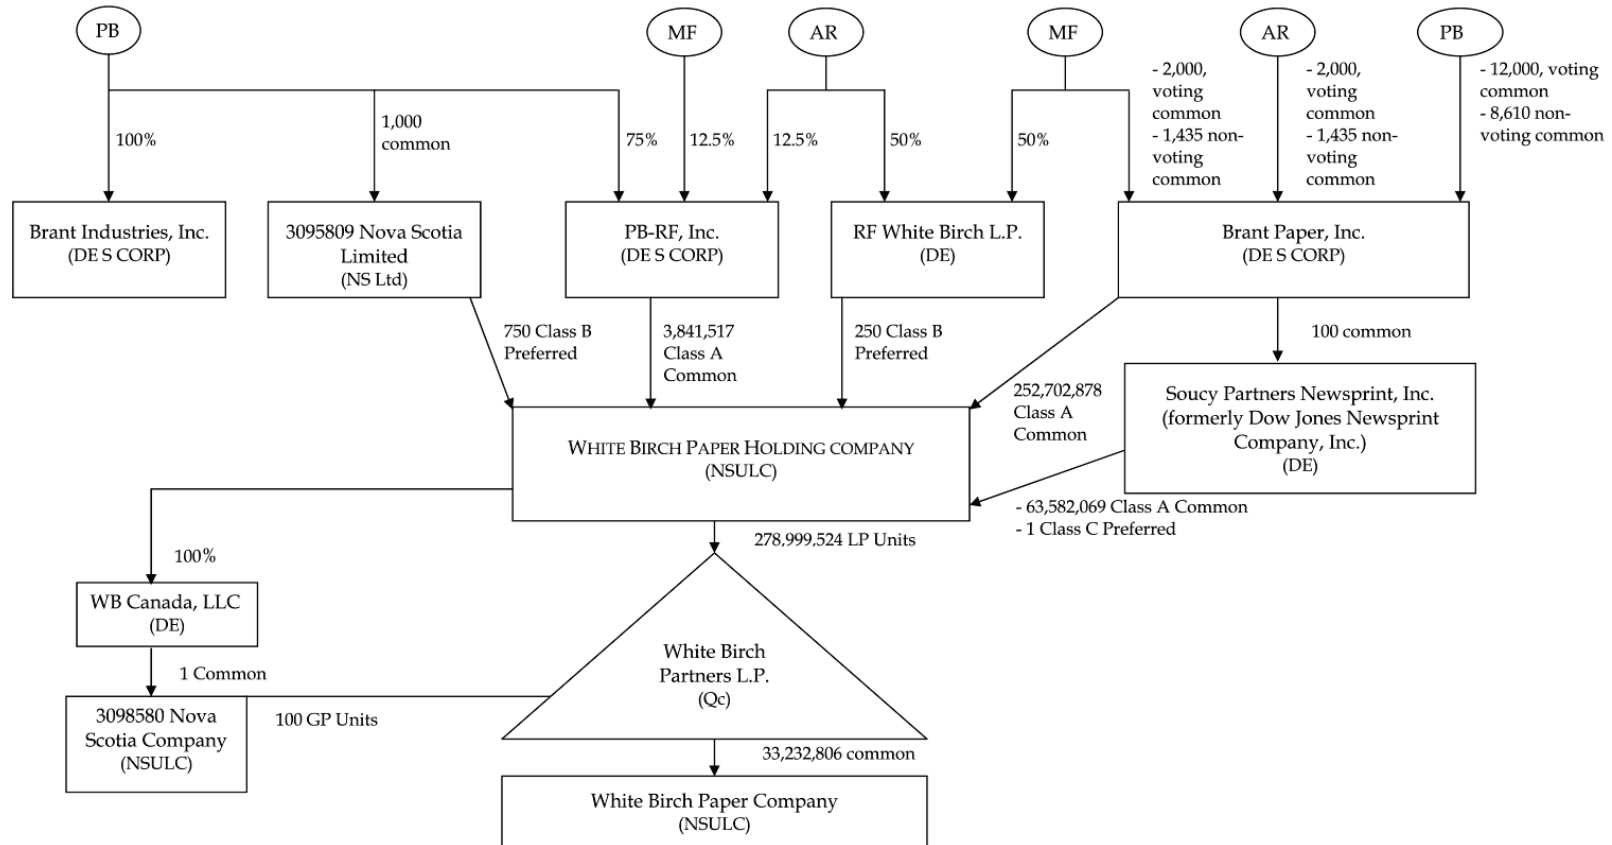 PB
MF
AR
MF
AR
PB
100%
1,000
common
75%
12.5%
12.5%
50%
50%
- 2,000,
voting
common
- 1,435 non-
voting
common
- 2,000,
voting
common
- 1,435 non-
voting
common
- 12,000, voting
common
- 8,610 non-
voting common
Brant Industries, Inc.
(DE S CORP)
3095809 Nova Scotia
Limited
(NS Ltd)
PB-RF, Inc.
(DE S CORP)
RF White Birch L.P.
(DE)
Brant Paper, Inc.
(DE S CORP)
750 Class B
Preferred
3,841,517
Class A
Common
250 Class B
Preferred
252,702,878
Class A
Common
100 common
Soucy Partners Newsprint, Inc.
(formerly Dow Jones Newsprint
Company, Inc.)
(DE)
WHITE BIRCH PAPER HOLDING COMPANY
(NSULC)
- 63,582,069 Class A Common
- 1 Class C Preferred
100%
278,999,524 LP Units
WB Canada, LLC
(DE)
1 Common
3098580 Nova
Scotia Company
(NSULC)
100 GP Units
White Birch
Partners L.P.
(Qc)
33,232,806 common
White Birch Paper Company
(NSULC)